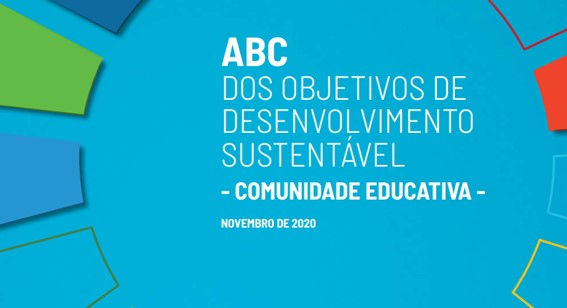 ABC
DOS OBJETIVOS DE
DESENVOLVIMENTO
SUSTENTÁVEL
- COMUNIDADE EDUCATIVA -
NOVEMBRO DE 2020